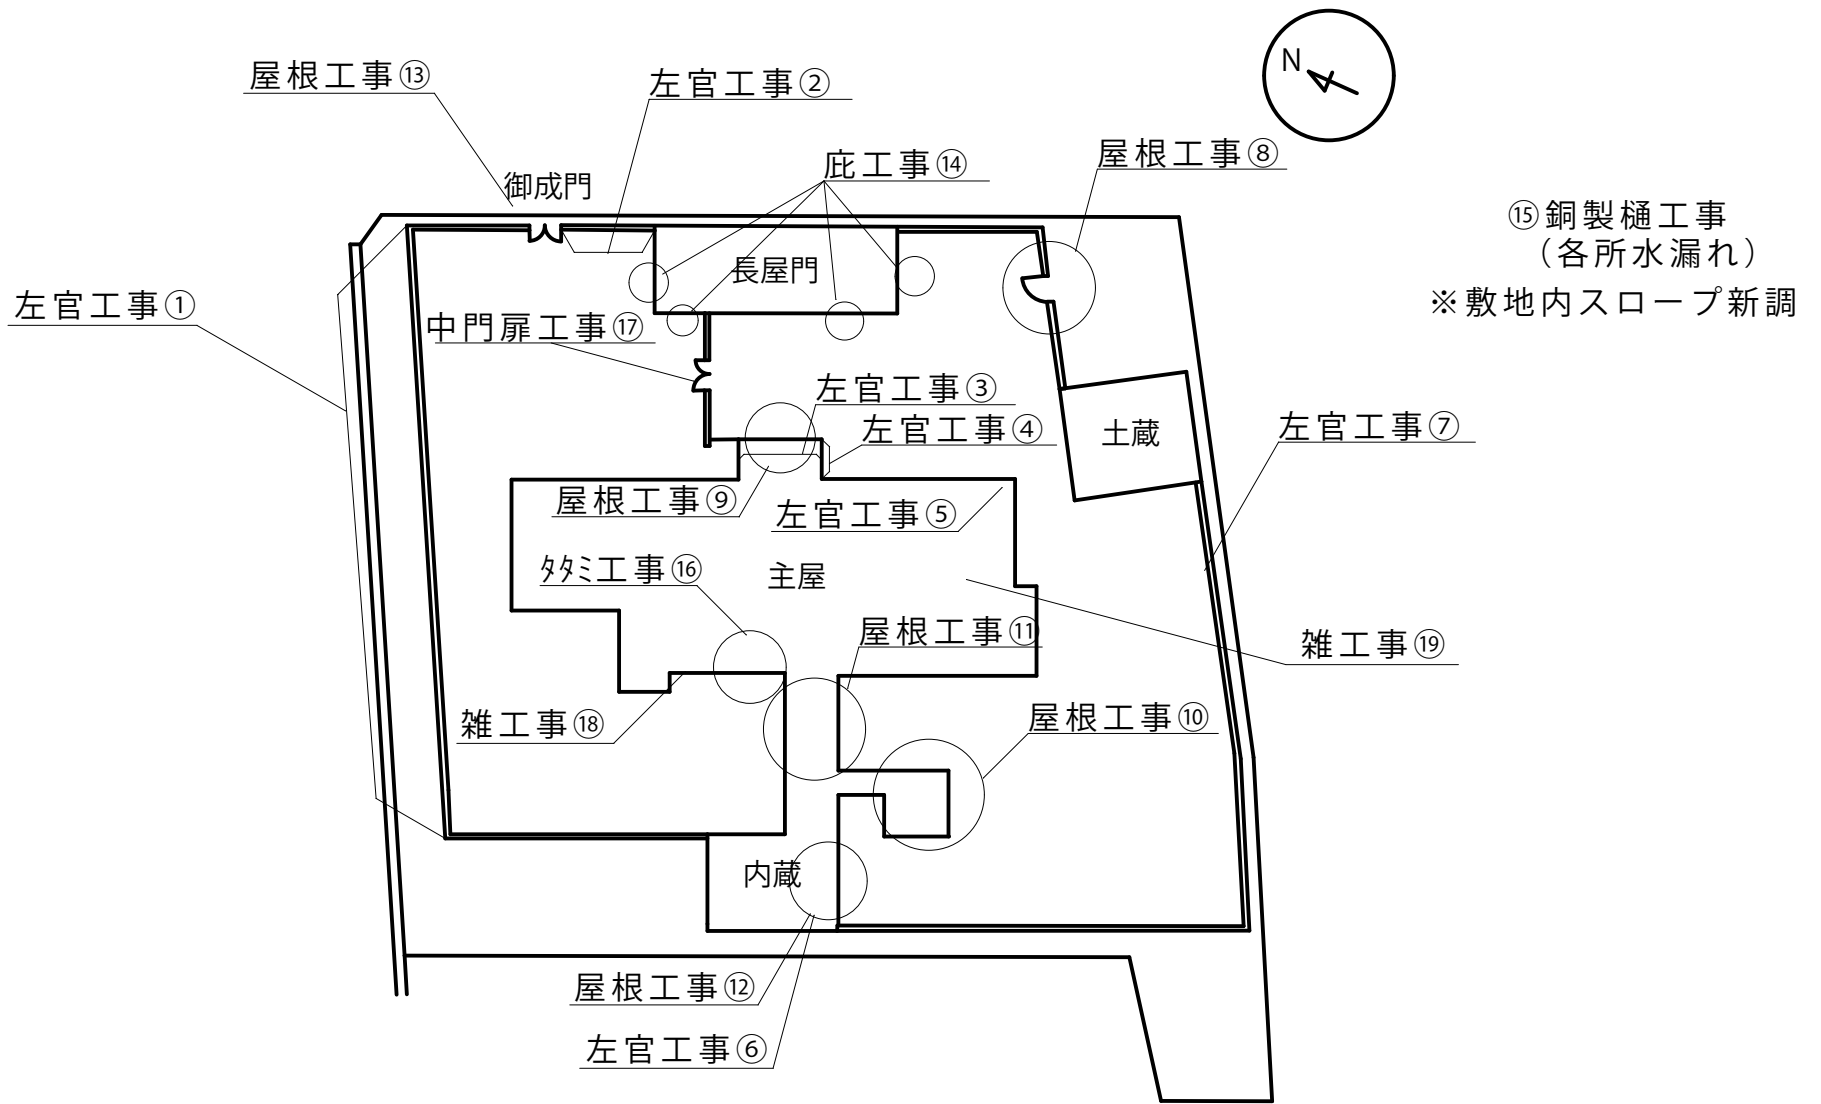 N
屋根工事⑬
左官工事②
庇工事⑭
屋根工事⑧
御成門
⑮銅製樋工事
(各所水漏れ)
※敷地内スロープ新調
長屋門
左官工事①
中門扉工事⑰
左官工事③
左官工事④
土蔵
左官工事⑦
屋根工事⑨
左官工事⑤
ﾀﾀﾐ工事⑯
主屋
屋根工事⑪
雑工事⑲
雑工事⑱
屋根工事⑩
内蔵
屋根工事⑫
左官工事⑥